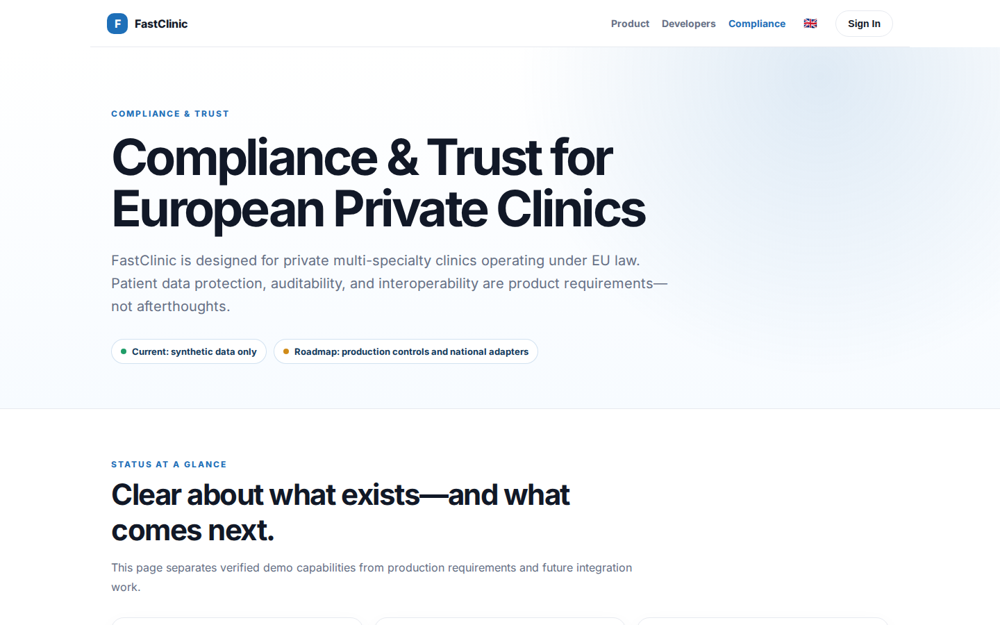 F FastClinic
Product Developers Compliance Sign In
COMPLIANCE & TRUST
Compliance & Trust for
European Private Clinics
FastClinic is designed for private multi-specialty clinics operating under EU law.
Patient data protection, auditability, and interoperability are product requirements—
not afterthoughts.
Current: synthetic data only
Roadmap: production controls and national adapters
STATUS AT A GLANCE
Clear about what exists—and what
comes next.
This page separates verified demo capabilities from production requirements and future integration
work.